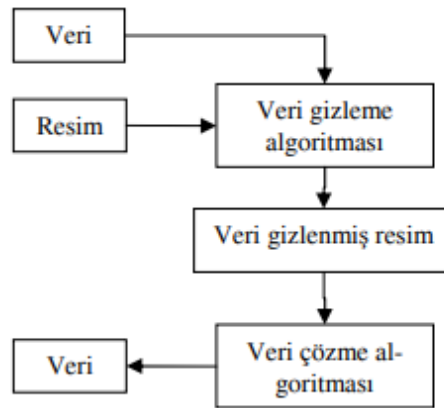 Veri
Resim
Veri gizleme
algoritması
Veri gizlenmiş resim
Veri
Veri çözme al-
goritması